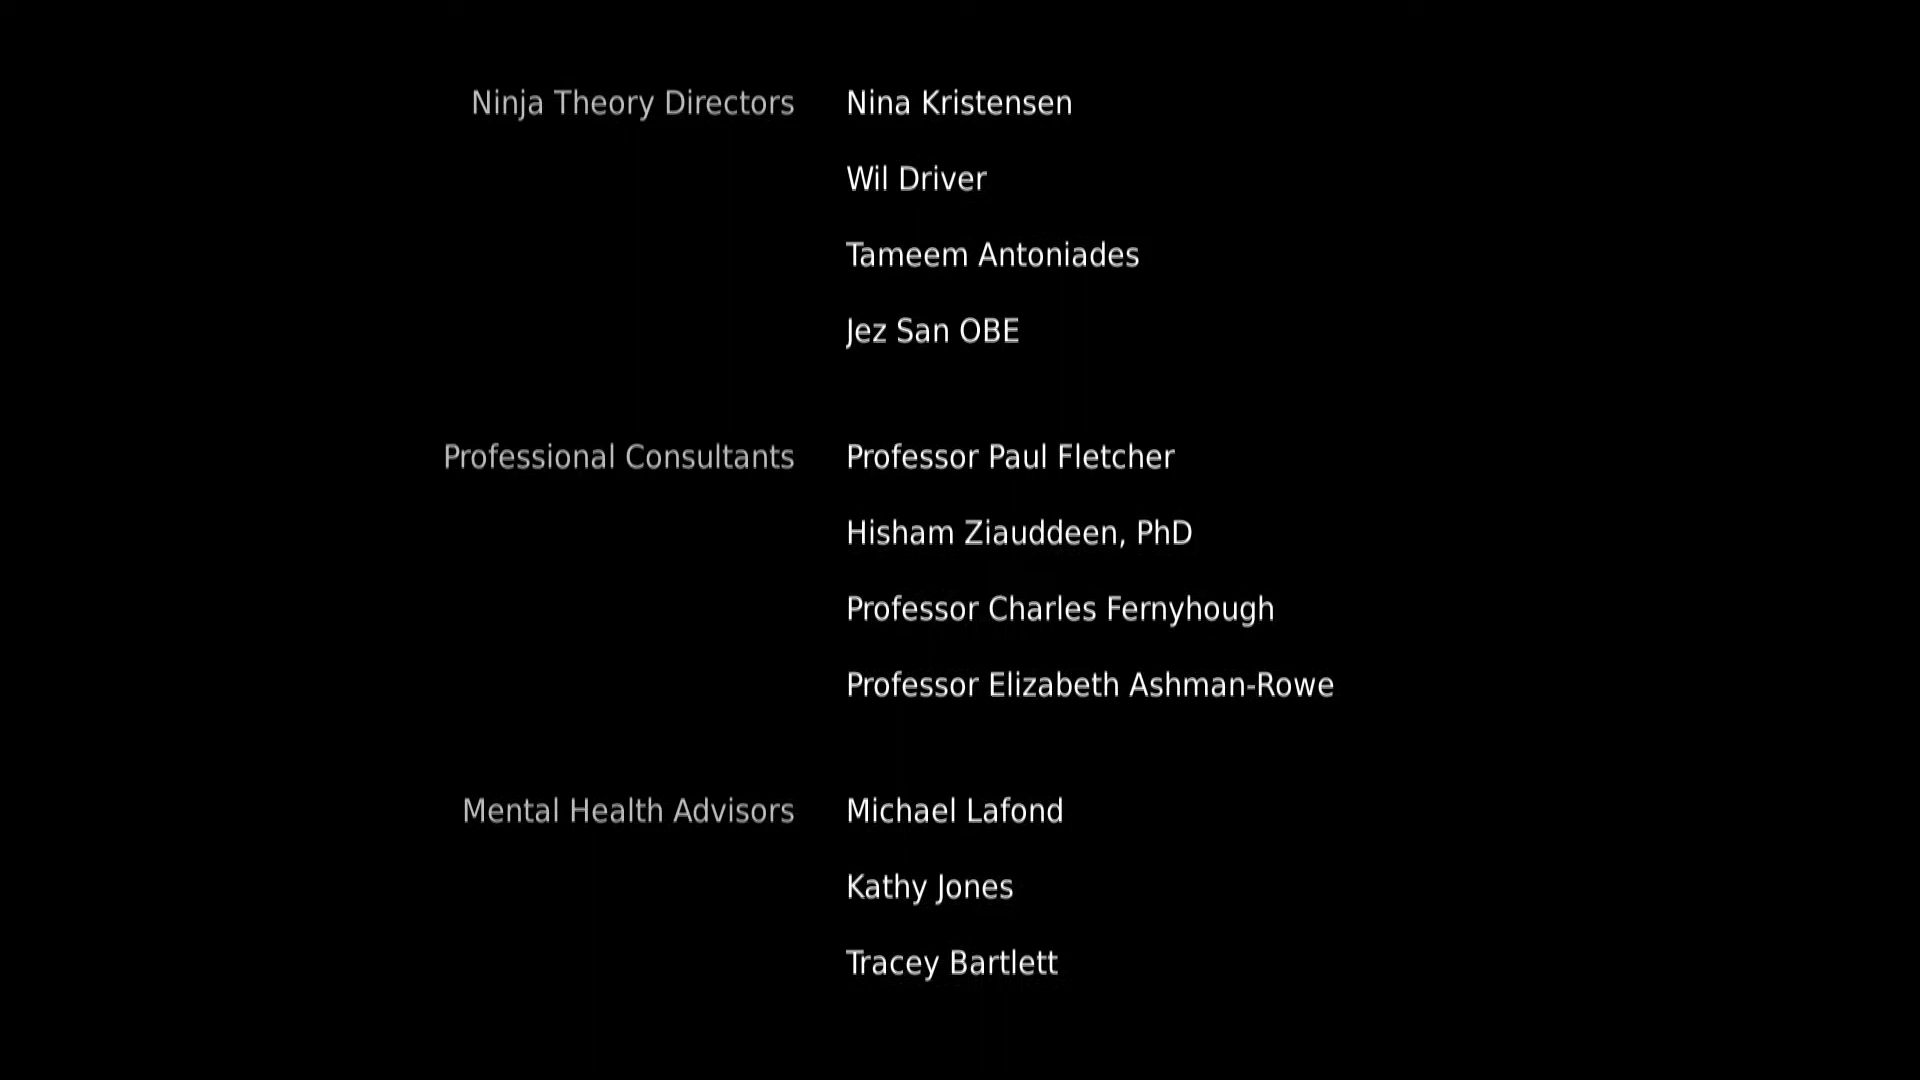 Ninja Theory Directors Nina Kristensen
Wil Driver
Tameem Antoniades
Jez San OBE
Professional Consultants Professor Paul Fletcher
Hisham Ziauddeen, PhD
Professor Charles Fernyhough
Professor Elizabeth Ashman-Rowe
Mental Health Advisors Michael Lafond
Kathy Jones
Tracey Bartlett